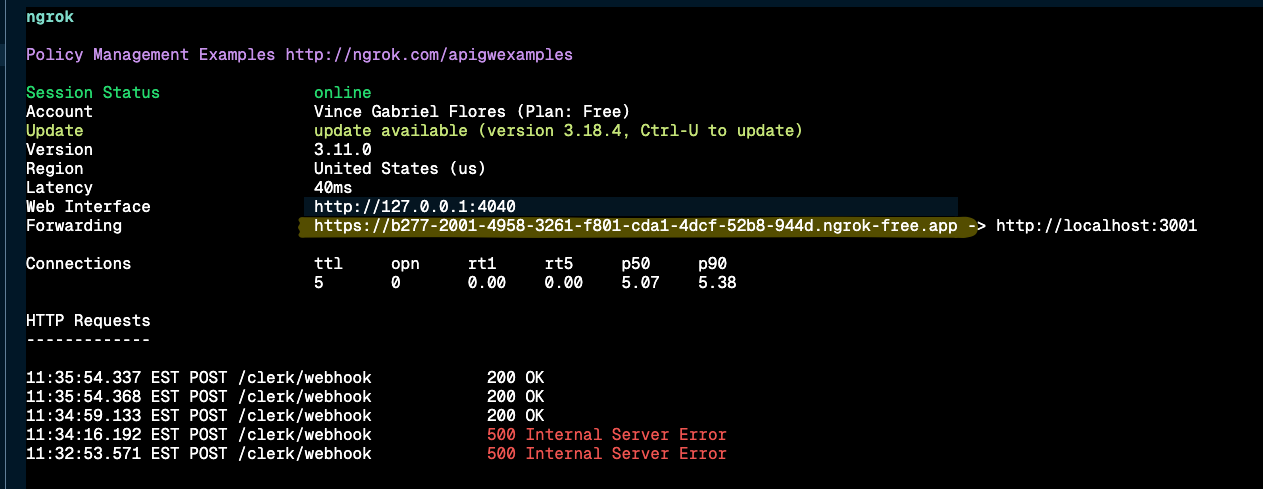 ngrok
Policy Management Examples http://ngrok.com/apigwexamples
Session Status online
Account Vince Gabriel Flores (Plan: Free)
Update update available (version 3.18.4, Ctrl-U to update)
Version 3.11.0
Region United States (us)
Latency 40ms
Web Interface http://127.0.0.1:4040
Forwarding https://b277-2001-4958-3261-f801-cda1-4dcf-52b8-944d.ngrok-free.app -> http://localhost:3001
Connections ttl opn rt1 rt5 p50 p90
5 0 0.00 0.00 5.07 5.38
HTTP Requests
-------------
11:35:54.337 EST POST /clerk/webhook 200 OK
11:35:54.368 EST POST /clerk/webhook 200 OK
11:34:59.133 EST POST /clerk/webhook 200 OK
11:34:16.192 EST POST /clerk/webhook 500 Internal Server Error
11:32:53.571 EST POST /clerk/webhook 500 Internal Server Error